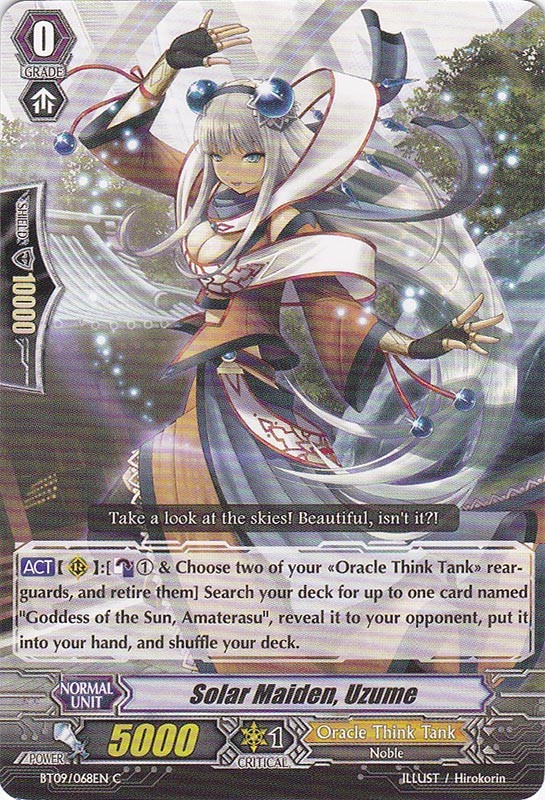 0
GRADE
SHIELD
10000
Take a look at the skies! Beautiful, isn't it?!
ACT【 】:[ ① & Choose two of your «Oracle Think Tank» rear-
guards, and retire them] Search your deck for up to one card named
"Goddess of the Sun, Amaterasu", reveal it to your opponent, put it
into your hand, and shuffle your deck.
NORMAL
UNIT
Solar Maiden, Uzume
POWER
5000
1
CRITICAL
Oracle Think Tank
Noble
BT09/068EN C
ILLUST / Hirokorin